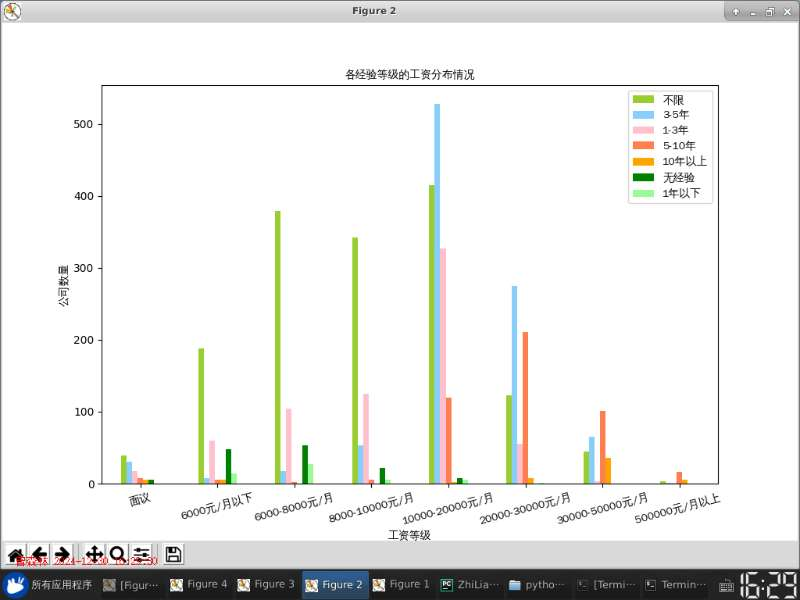 Figure 2
各经验等级的工资分布情况
不限
3-5年
1-3年
5-10年
10年以上
无经验
1年以下
公司数量
500
400
300
200
100
0
面议
6000元/月以下
6000-8000元/月
8000-10000元/月
10000-20000元/月
20000-30000元/月
30000-50000元/月
500000元/月以上
工资等级
所有应用程序
[Figur···
Figure 4
Figure 3
Figure 2
Figure 1
ZhiLia···
pytho···
[Termi···
Termin···
16:29